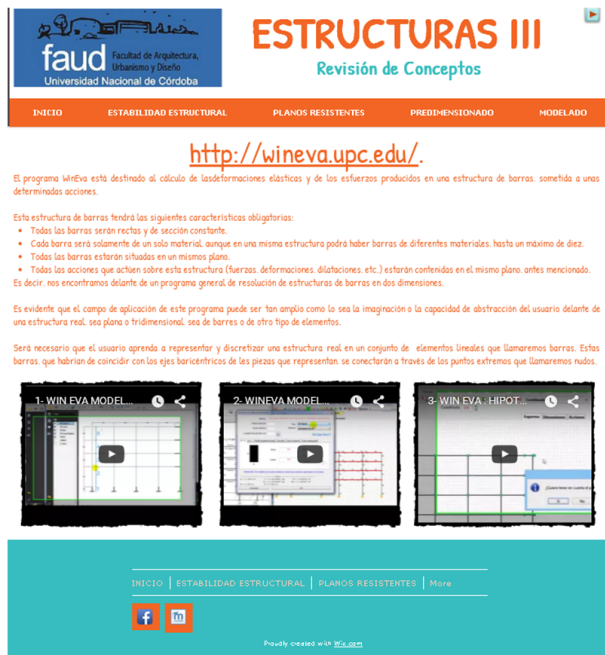 faud
Facultad de Arquitectura,
Urbanismo y Diseño
Universidad Nacional de Córdoba
ESTRUCTURAS III
Revisión de Conceptos
INICIO ESTABILIDAD ESTRUCTURAL PLANOS RESISTENTES PREDIMENSIONADO MODELADO
http://wineva.upc.edu/.
El programa WinEva está destinado al cálculo de lasdeformaciones elásticas y de los esfuerzos producidos en una estructura de barras, sometida a unas
determinadas acciones.
Esta estructura de barras tendrá las siguientes características obligatorias:
• Todas las barras serán rectas y de sección constante.
• Cada barra será solamente de un solo material, aunque en una misma estructura podrá haber barras de diferentes materiales, hasta un máximo de diez.
• Todas las barras estarán situadas en un mismo plano.
• Todas las acciones que actúen sobre esta estructura (fuerzas, deformaciones, dilataciones, etc.) estarán contenidas en el mismo plano, antes mencionado.
Es decir, nos encontramos delante de un programa general de resolución de estructuras de barras en dos dimensiones.
Es evidente que el campo de aplicación de este programa puede ser tan amplio como lo sea la imaginación o la capacidad de abstracción del usuario delante de
una estructura real, sea plana o tridimensional, sea de barres o de otro tipo de elementos.
Será necesario que el usuario aprenda a representar y discretizar una estructura real en un conjunto de elementos lineales que llamaremos barras. Estas
barras, que habrían de coincidir con los ejes baricéntricos de les piezas que representan, se conectarán a través de los puntos extremos que llamaremos nudos.
1- WIN EVA MODEL...
2- WINEVA MODEL...
3- WIN EVA : HIPOT...
INICIO | ESTABILIDAD ESTRUCTURAL | PLANOS RESISTENTES | More
Proudly created with Wix.com